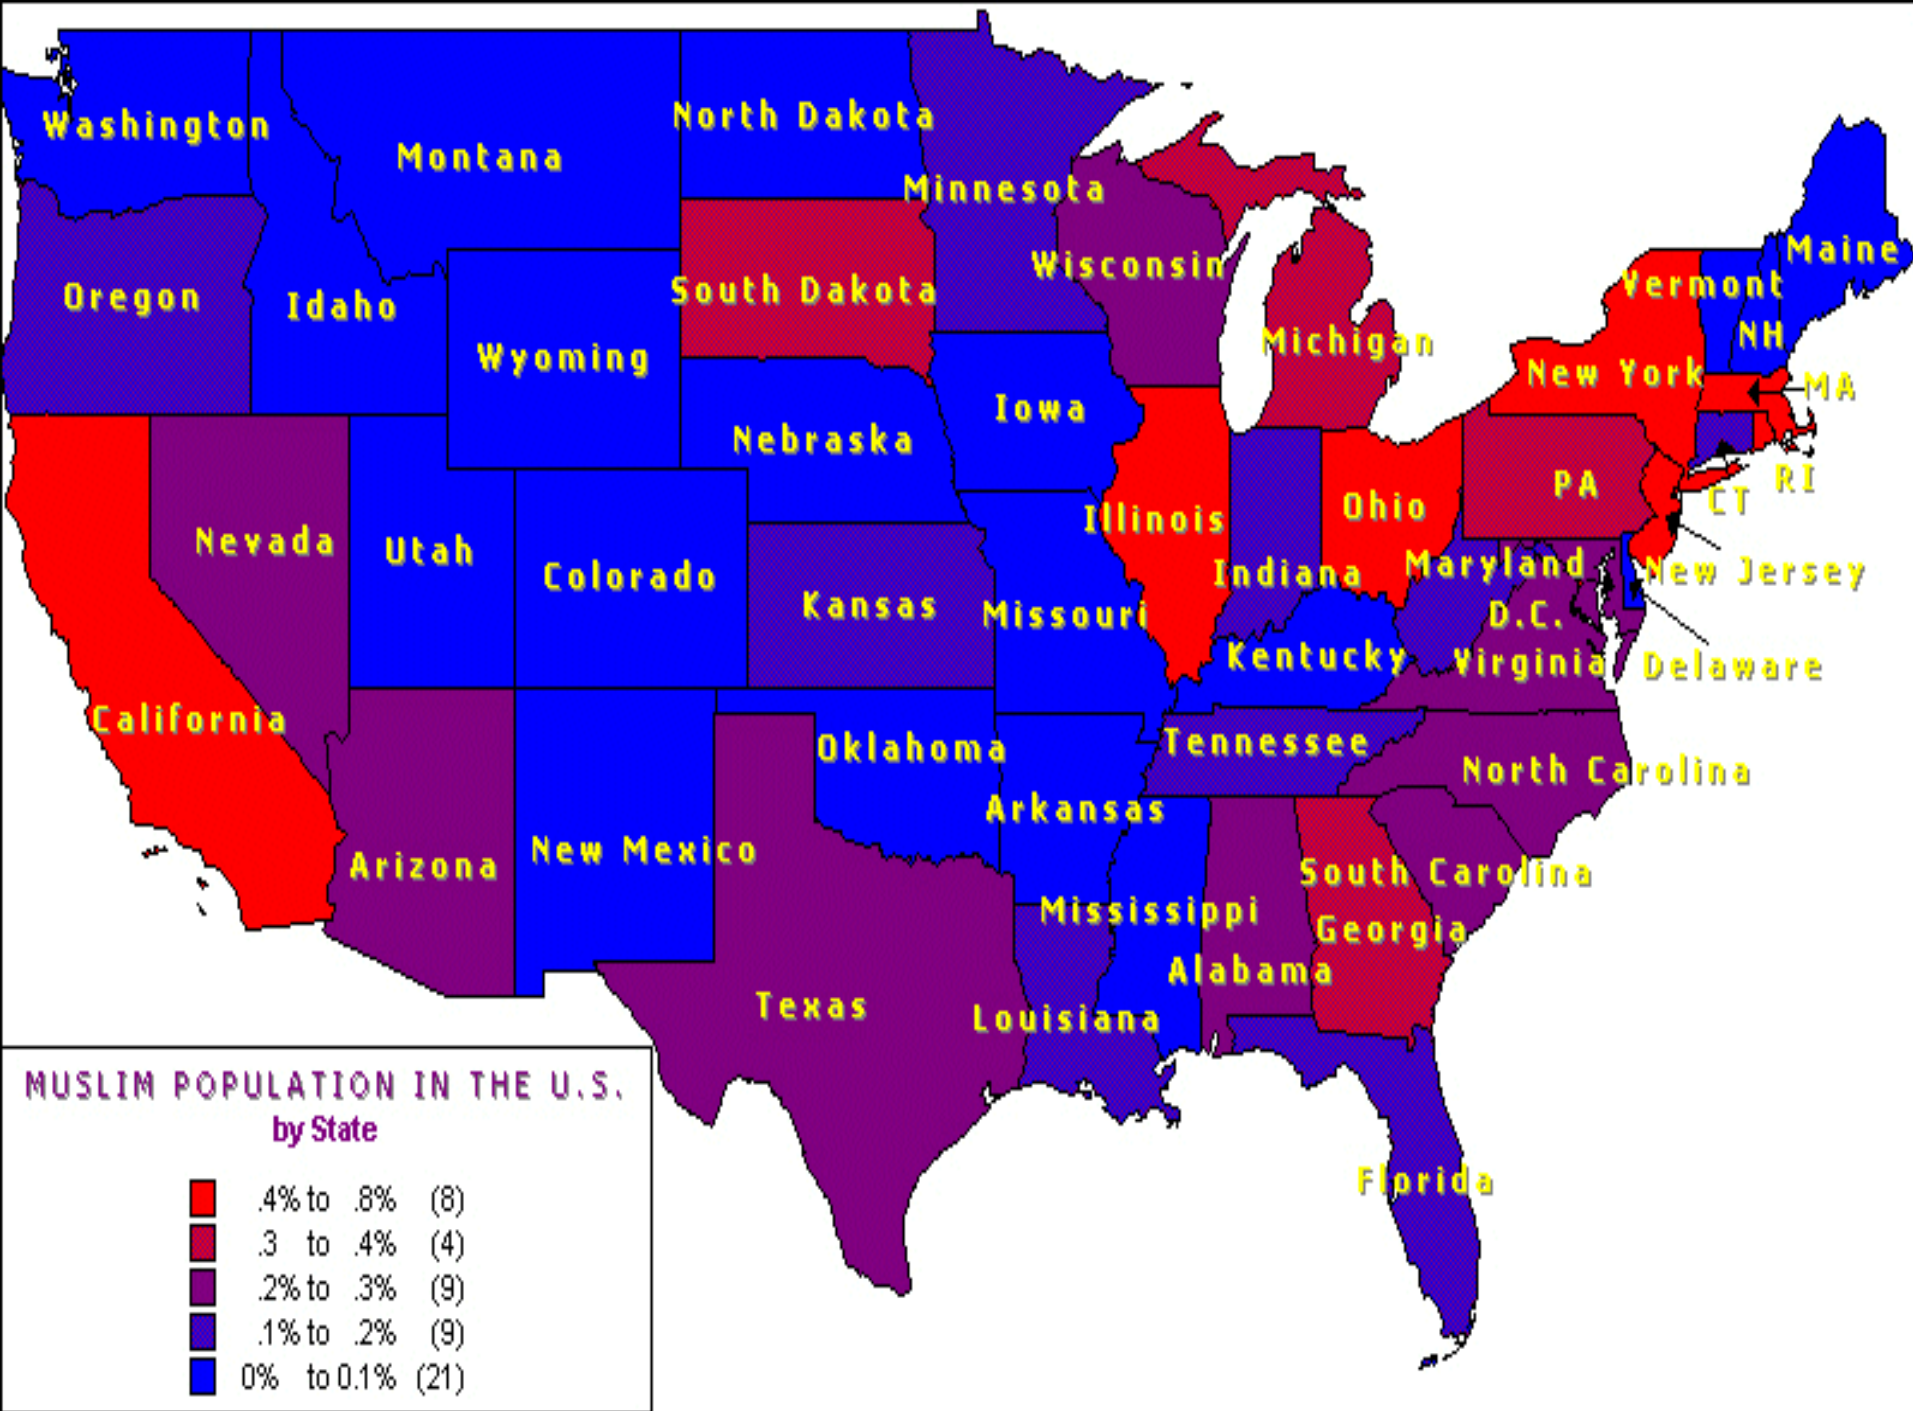 Washington
Montana
North Dakota
Minnesota
Maine
Oregon
Idaho
South Dakota
Wisconsin
Vermont
NH
Wyoming
Michigan
New York
MA
Iowa
Nebraska
PA
RI
CT
Nevada
Utah
Colorado
Kansas
Missouri
Illinois
Indiana
Ohio
Maryland
New Jersey
D.C.
Kentucky
Virginia
Delaware
California
Oklahoma
Tennessee
North Carolina
Arkansas
Arizona
New Mexico
South Carolina
Mississippi
Georgia
Alabama
Texas
Louisiana
Florida
MUSLIM POPULATION IN THE U.S.
by State
.4% to .8% (8)
.3 to .4% (4)
.2% to .3% (9)
.1% to .2% (9)
0% to 0.1% (21)